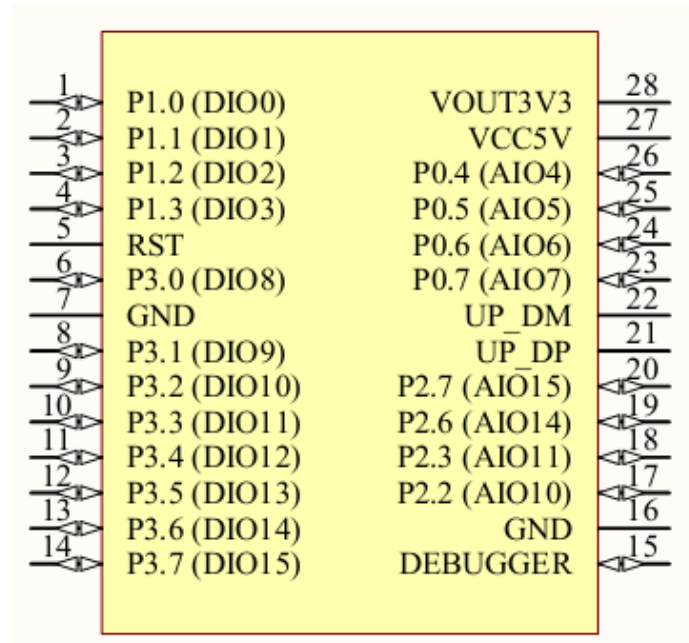 1 P1.0 (DIO0) VOUT3V3 28
2 P1.1 (DIO1) VCC5V 27
3 P1.2 (DIO2) P0.4 (AIO4) 26
4 P1.3 (DIO3) P0.5 (AIO5) 25
5 RST P0.6 (AIO6) 24
6 P3.0 (DIO8) P0.7 (AIO7) 23
7 GND UP_DM 22
8 P3.1 (DIO9) UP_DP 21
9 P3.2 (DIO10) P2.7 (AIO15) 20
10 P3.3 (DIO11) P2.6 (AIO14) 19
11 P3.4 (DIO12) P2.3 (AIO11) 18
12 P3.5 (DIO13) P2.2 (AIO10) 17
13 P3.6 (DIO14) GND 16
14 P3.7 (DIO15) DEBUGGER 15